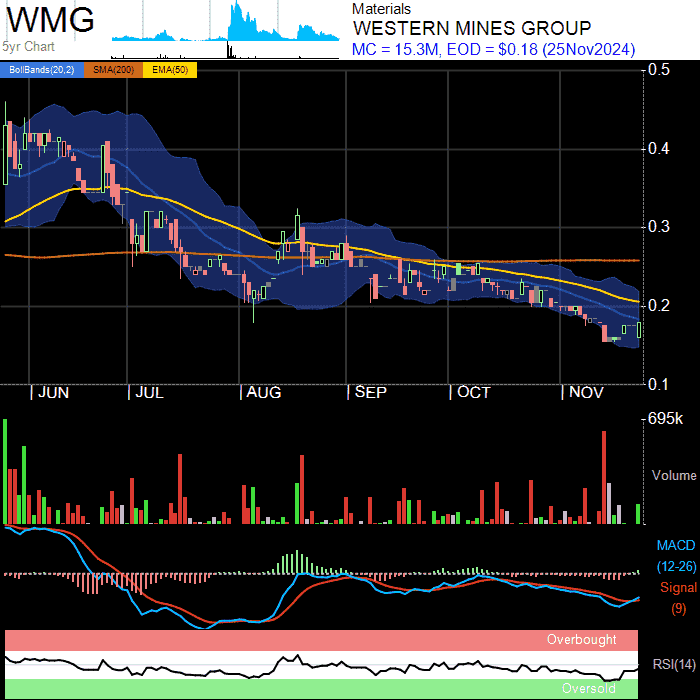 WMG
5yr Chart
Materials
WESTERN MINES GROUP
MC = 15.3M, EOD = $0.18 (25Nov2024)
BollBands(20,2) SMA(200) EMA(50)
0.5
0.4
0.3
0.2
0.1
JUN JUL AUG SEP OCT NOV
695k
Volume
MACD
(12-26)
Signal
(9)
Overbought
RSI(14)
Oversold